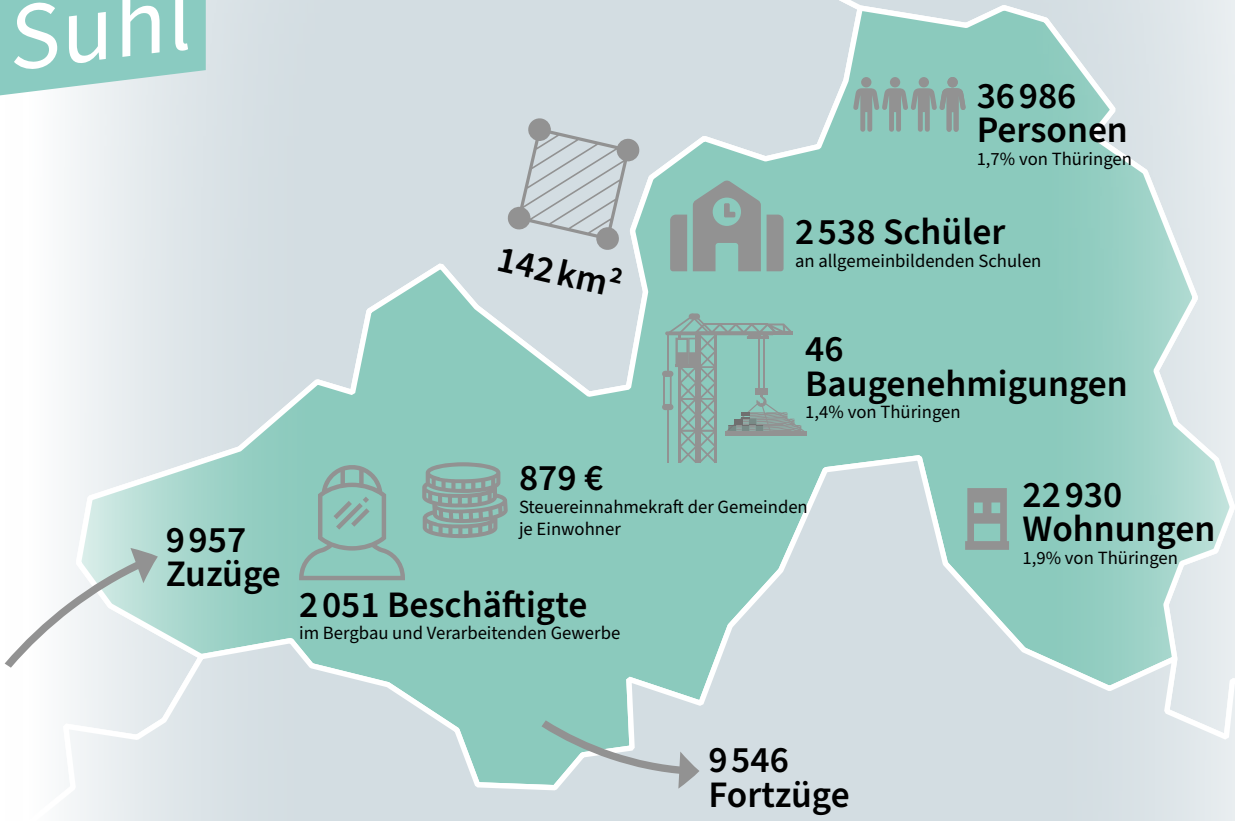 Suhl
36 986
Personen
1,7% von Thüringen
142 km²
2 538 Schüler
an allgemeinbildenden Schulen
46
Baugenehmigungen
1,4% von Thüringen
879 €
Steuereinnahmekraft der Gemeinden
je Einwohner
22 930
Wohnungen
1,9% von Thüringen
9 957
Zuzüge
2 051 Beschäftigte
im Bergbau und Verarbeitenden Gewerbe
9 546
Fortzüge